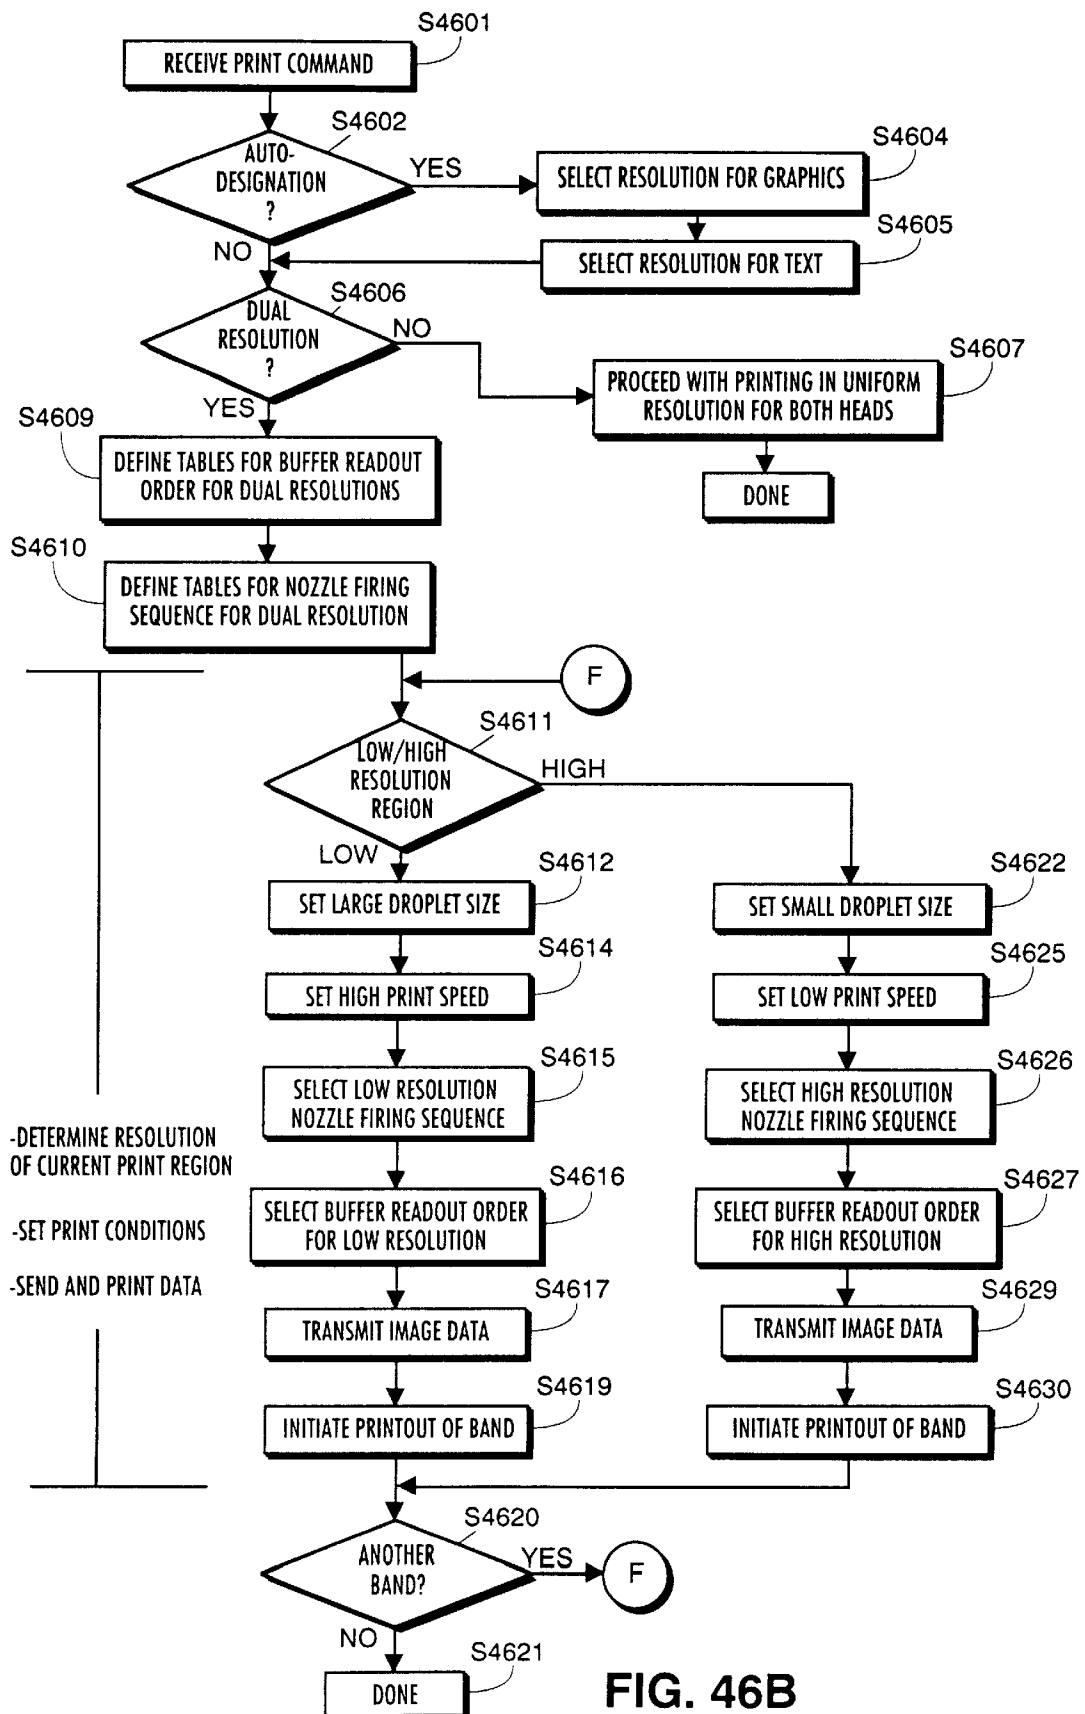 S4601
RECEIVE PRINT COMMAND
S4602
AUTO-
DESIGNATION
?
YES
NO
S4604
SELECT RESOLUTION FOR GRAPHICS
S4605
SELECT RESOLUTION FOR TEXT
S4606
DUAL
RESOLUTION
?
NO
YES
S4607
PROCEED WITH PRINTING IN UNIFORM
RESOLUTION FOR BOTH HEADS
DONE
S4609
DEFINE TABLES FOR BUFFER READOUT
ORDER FOR DUAL RESOLUTIONS
S4610
DEFINE TABLES FOR NOZZLE FIRING
SEQUENCE FOR DUAL RESOLUTION
F
S4611
LOW/HIGH
RESOLUTION
REGION
HIGH
LOW
S4612
SET LARGE DROPLET SIZE
S4614
SET HIGH PRINT SPEED
S4615
SELECT LOW RESOLUTION
NOZZLE FIRING SEQUENCE
S4616
SELECT BUFFER READOUT ORDER
FOR LOW RESOLUTION
S4617
TRANSMIT IMAGE DATA
S4619
INITIATE PRINTOUT OF BAND
S4622
SET SMALL DROPLET SIZE
S4625
SET LOW PRINT SPEED
S4626
SELECT HIGH RESOLUTION
NOZZLE FIRING SEQUENCE
S4627
SELECT BUFFER READOUT ORDER
FOR HIGH RESOLUTION
S4629
TRANSMIT IMAGE DATA
S4630
INITIATE PRINTOUT OF BAND
-DETERMINE RESOLUTION
OF CURRENT PRINT REGION
-SET PRINT CONDITIONS
-SEND AND PRINT DATA
S4620
ANOTHER
BAND?
YES
F
NO
S4621
DONE
FIG. 46B